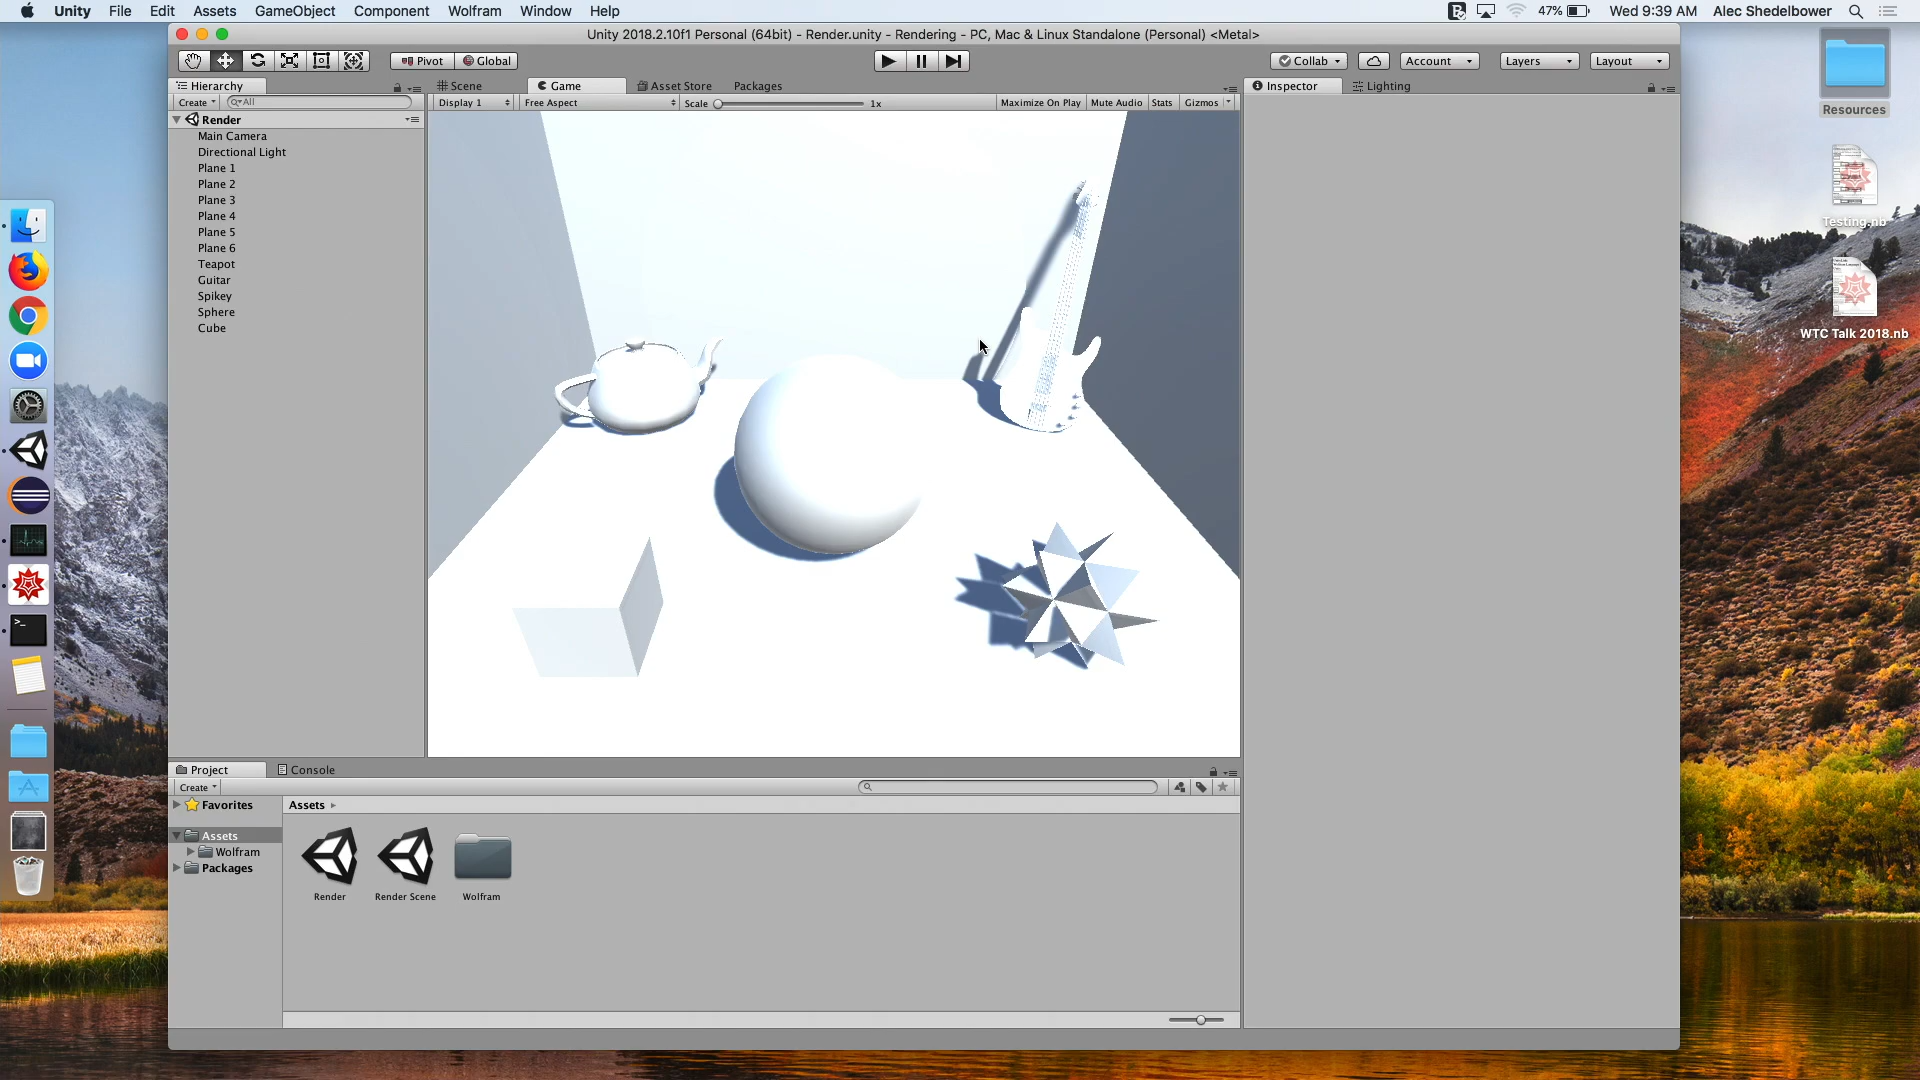 Unity File Edit Assets GameObject Component Wolfram Window Help 47% Wed 9:39 AM Alec Shedelbower
Unity 2018.2.10f1 Personal (64bit) - Render.unity - Rendering - PC, Mac & Linux Standalone (Personal) <Metal>
Pivot Global Collab Account Layers Layout
Hierarchy Scene Game Asset Store Packages Inspector Lighting
Create All Display 1 Free Aspect Scale 1x Maximize On Play Mute Audio Stats Gizmos
Render
Main Camera
Directional Light
Plane 1
Plane 2
Plane 3
Plane 4
Plane 5
Plane 6
Teapot
Guitar
Spikey
Sphere
Cube
Resources
Testing.nb
WTC Talk 2018.nb
Project Console
Create
Favorites Assets
Assets
Wolfram
Packages
Render Render Scene Wolfram